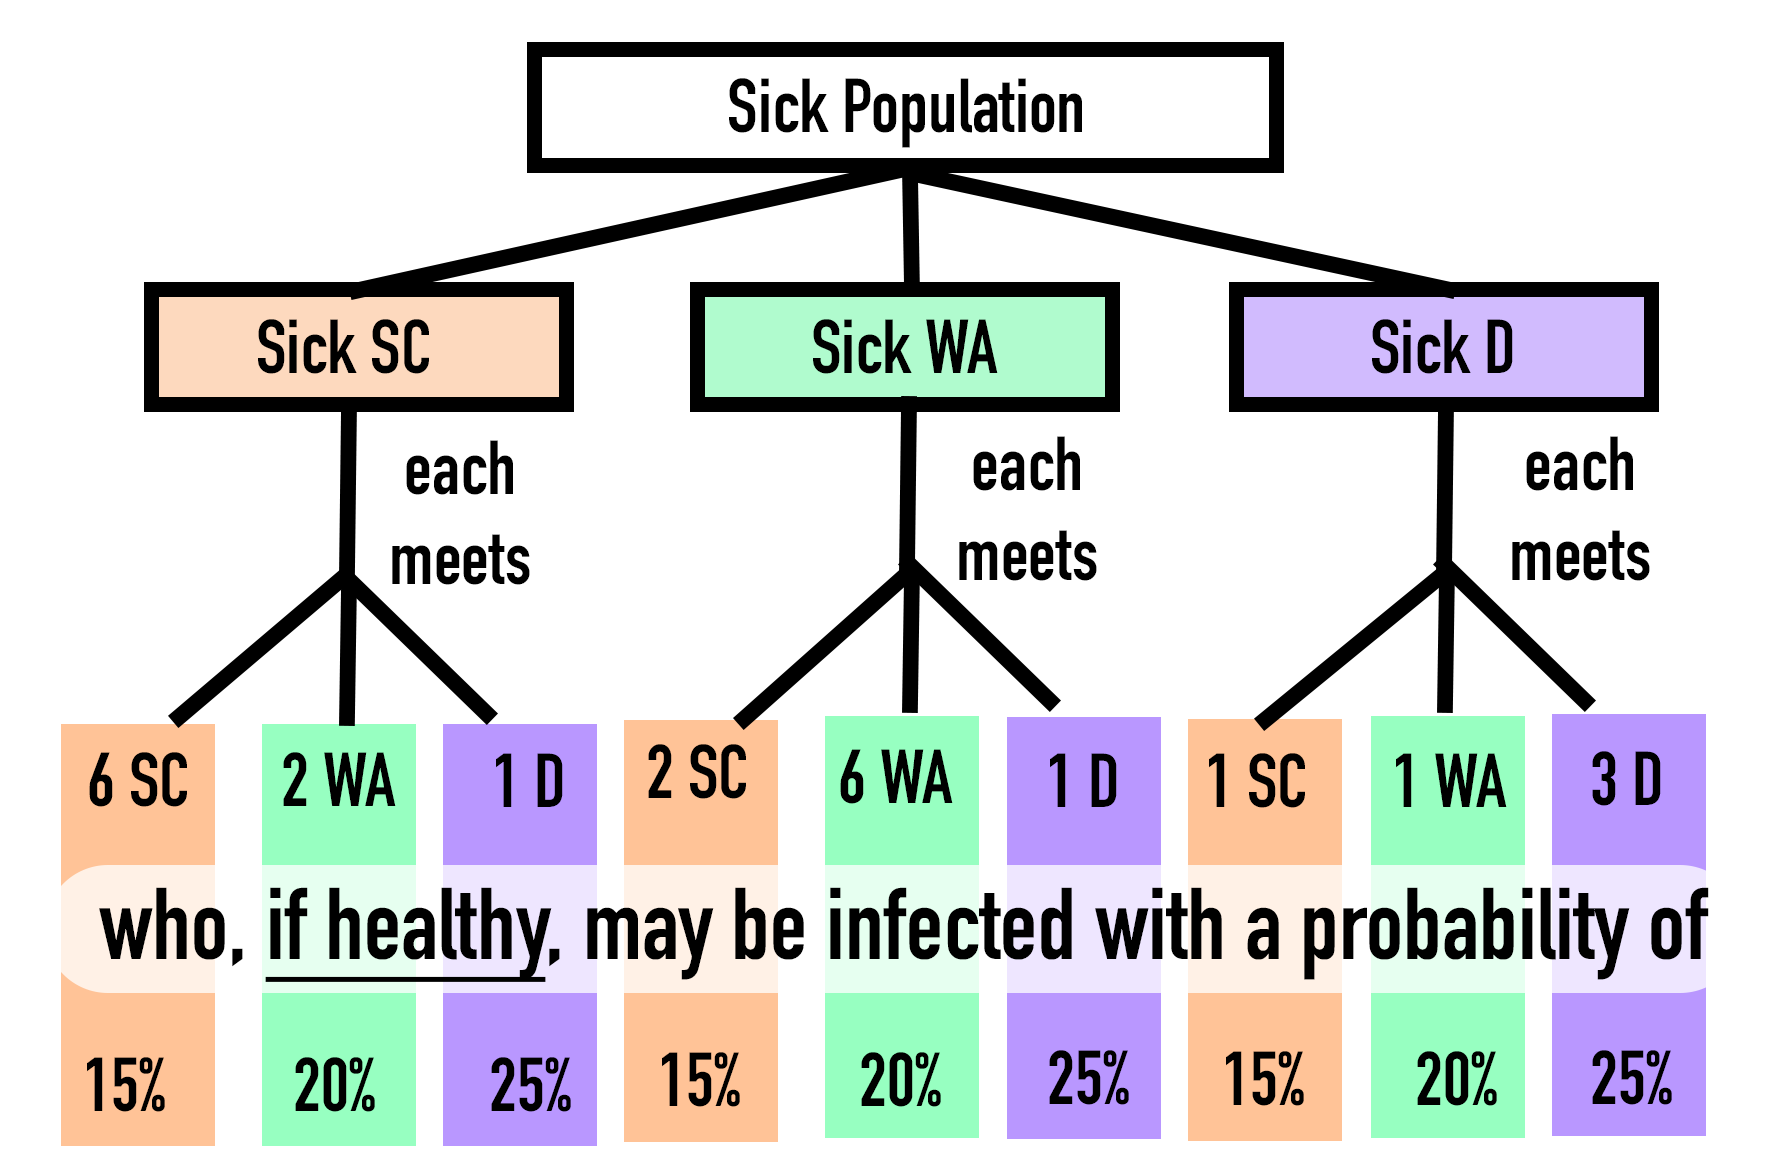 Sick Population
Sick SC
Sick WA
Sick D
each
meets
each
meets
each
meets
6 SC
2 WA
1 D
2 SC
6 WA
1 D
1 SC
1 WA
3 D
who, if healthy, may be infected with a probability of
15%
20%
25%
15%
20%
25%
15%
20%
25%